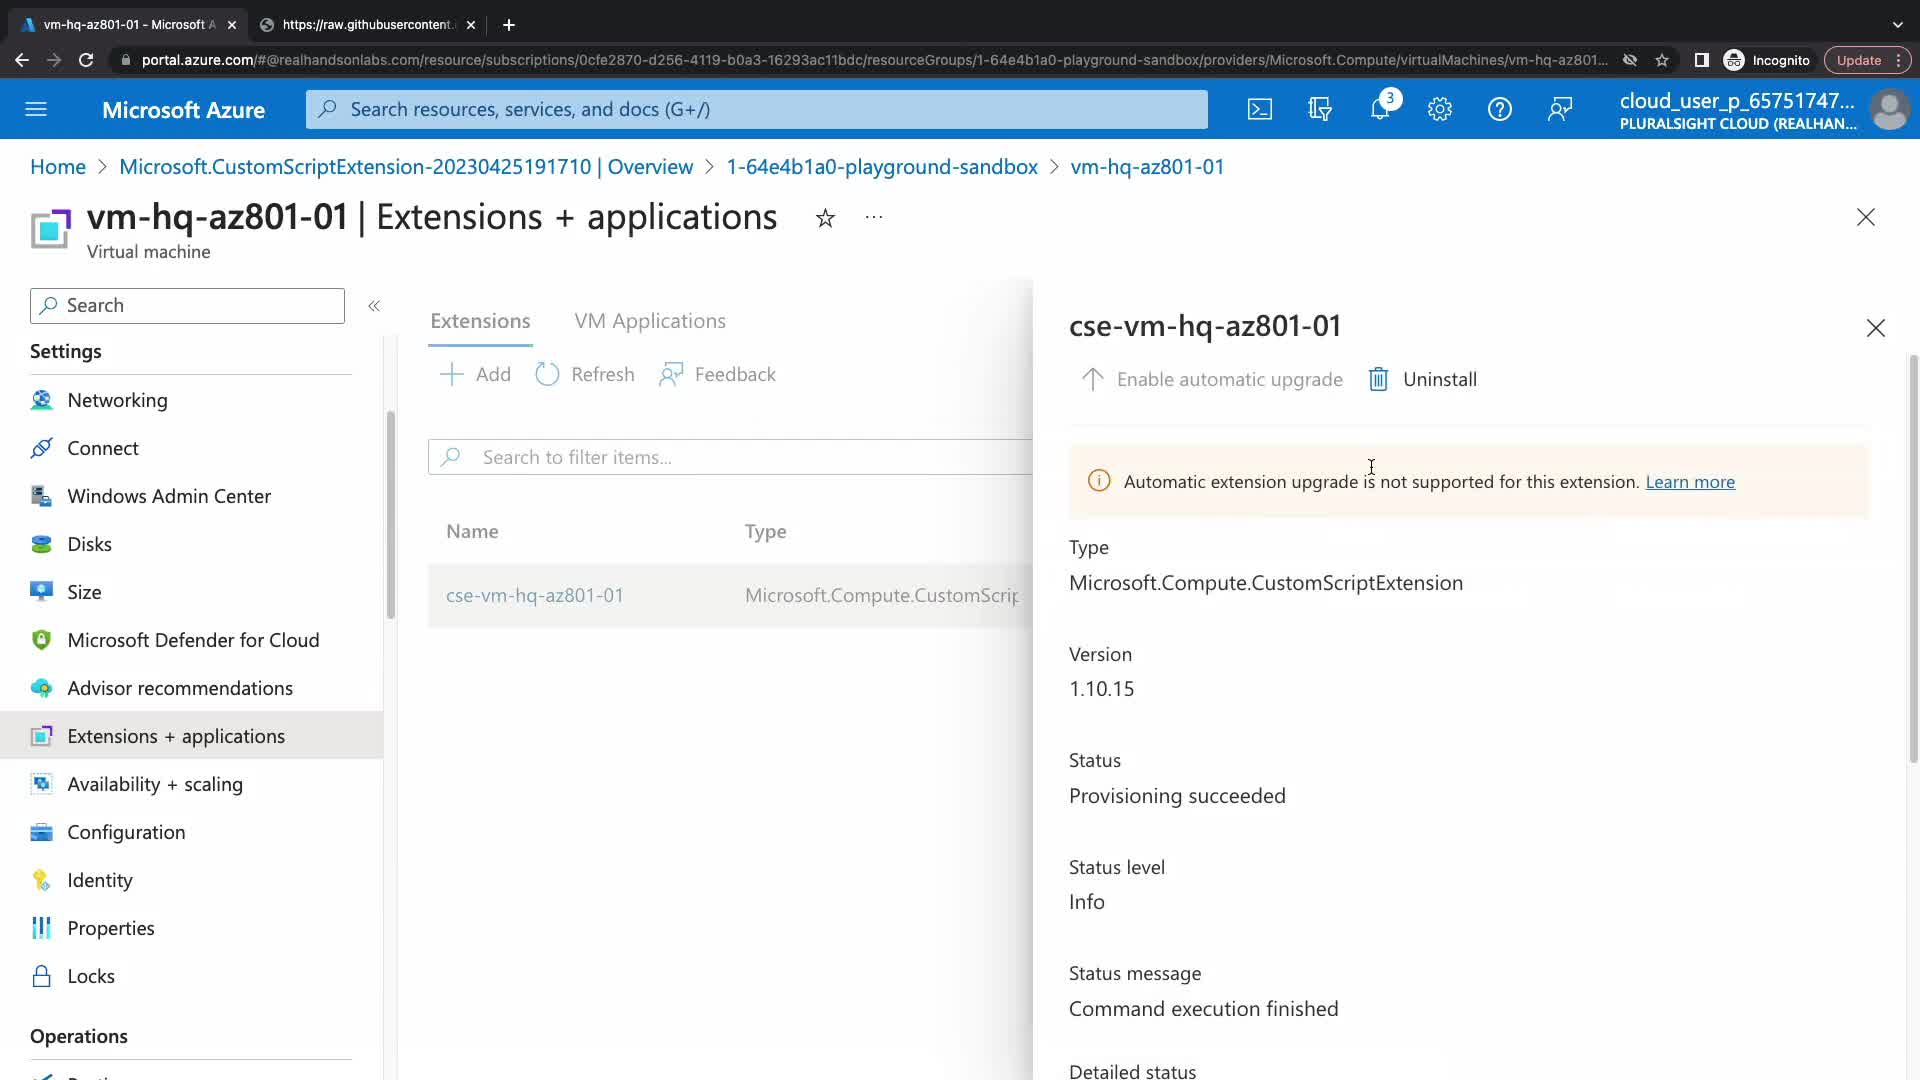 vm-hq-az801-01 - Microsoft A
https://raw.githubusercontent.
portal.azure.com/#@realhandsonlabs.com/resource/subscriptions/0cfe2870-d256-4119-b0a3-16293ac11bdc/resourceGroups/1-64e4b1a0-playground-sandbox/providers/Microsoft.Compute/virtualMachines/vm-hq-az801...
Incognito
Update
Microsoft Azure
Search resources, services, and docs (G+/)
3
cloud_user_p_65751747...
PLURALSIGHT CLOUD (REALHAN...
Home > Microsoft.CustomScriptExtension-20230425191710 | Overview > 1-64e4b1a0-playground-sandbox > vm-hq-az801-01
vm-hq-az801-01 | Extensions + applications
Virtual machine
Search
Settings
Networking
Connect
Windows Admin Center
Disks
Size
Microsoft Defender for Cloud
Advisor recommendations
Extensions + applications
Availability + scaling
Configuration
Identity
Properties
Locks
Operations
Extensions
VM Applications
Add
Refresh
Feedback
Search to filter items...
Name
Type
cse-vm-hq-az801-01
Microsoft.Compute.CustomScrip
cse-vm-hq-az801-01
Enable automatic upgrade
Uninstall
Automatic extension upgrade is not supported for this extension. Learn more
Type
Microsoft.Compute.CustomScriptExtension
Version
1.10.15
Status
Provisioning succeeded
Status level
Info
Status message
Command execution finished
Detailed status